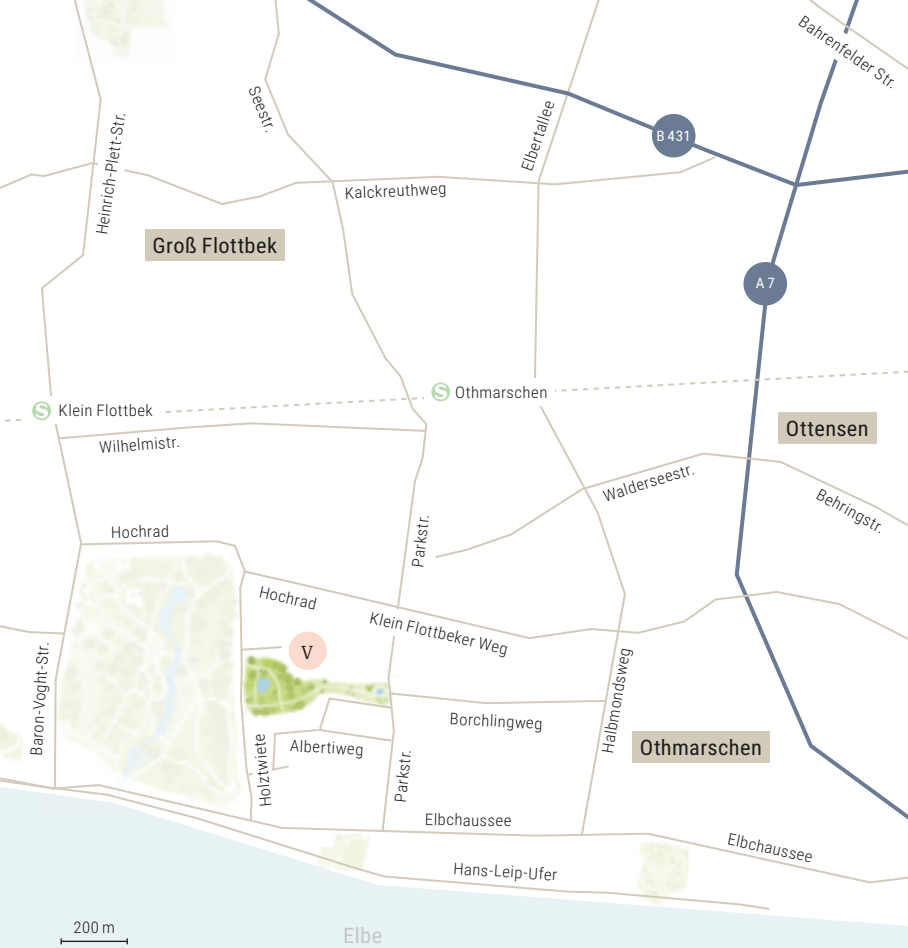 Bahrenfelder Str.
Seestr.
Elbertallee
B 431
Heinrich-Plett-Str.
Kalckreuthweg
Groß Flottbek
A 7
S Othmarschen
S Klein Flottbek
Ottensen
Wilhelmistr.
Walderseestr.
Behringstr.
Hochrad
Parkstr.
Hochrad
Klein Flottbeker Weg
V
Baron-Voght-Str.
Halbmondsweg
Borchlingweg
Othmarschen
Albertiweg
Holztwiete
Parkstr.
Elbchaussee
Elbchaussee
Hans-Leip-Ufer
200 m
Elbe